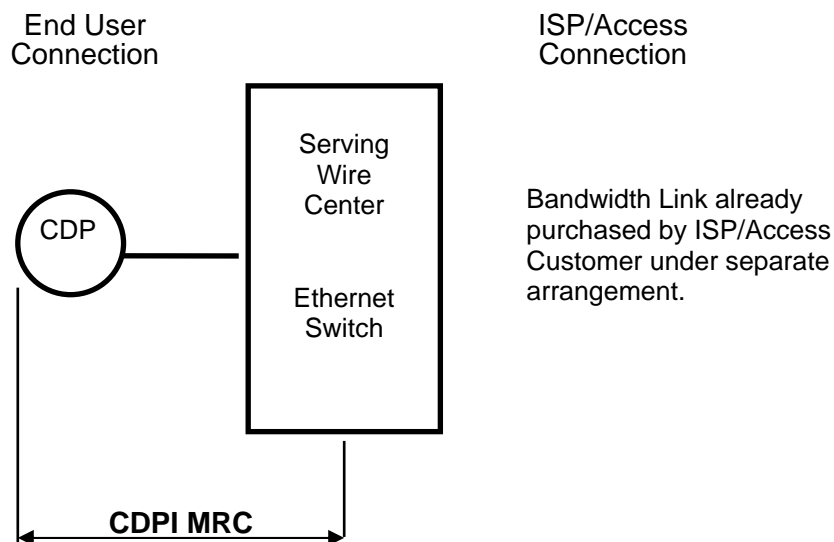 End User
Connection
ISP/Access
Connection
Serving
Wire
Center
CDP
Ethernet
Switch
Bandwidth Link already
purchased by ISP/Access
Customer under separate
arrangement.
CDPI MRC